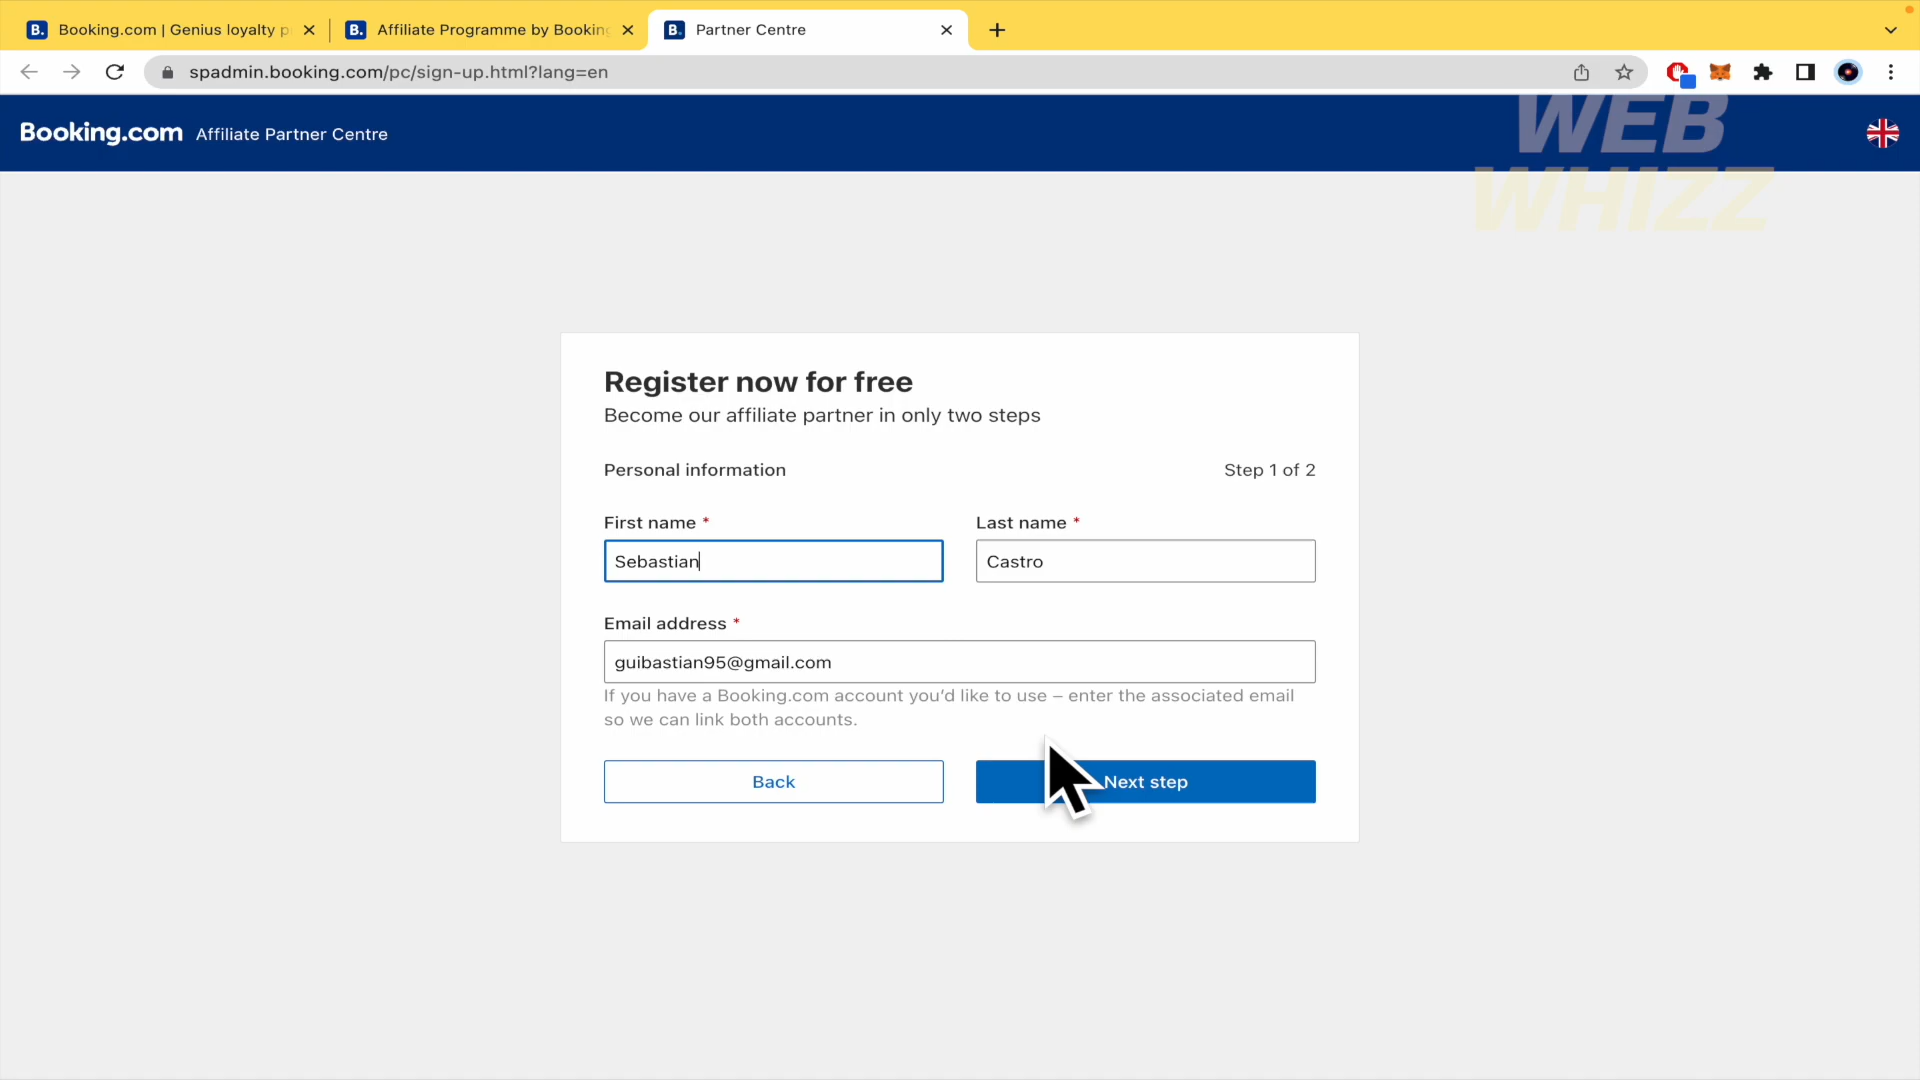 B. Booking.com | Genius loyalty p
B. Affiliate Programme by Booking
B. Partner Centre
spadmin.booking.com/pc/sign-up.html?lang=en
Booking.com Affiliate Partner Centre
WEB
WHIZZ
Register now for free
Become our affiliate partner in only two steps
Personal information Step 1 of 2
First name * Last name *
Sebastian Castro
Email address *
guibastian95@gmail.com
If you have a Booking.com account you'd like to use – enter the associated email
so we can link both accounts.
Back Next step